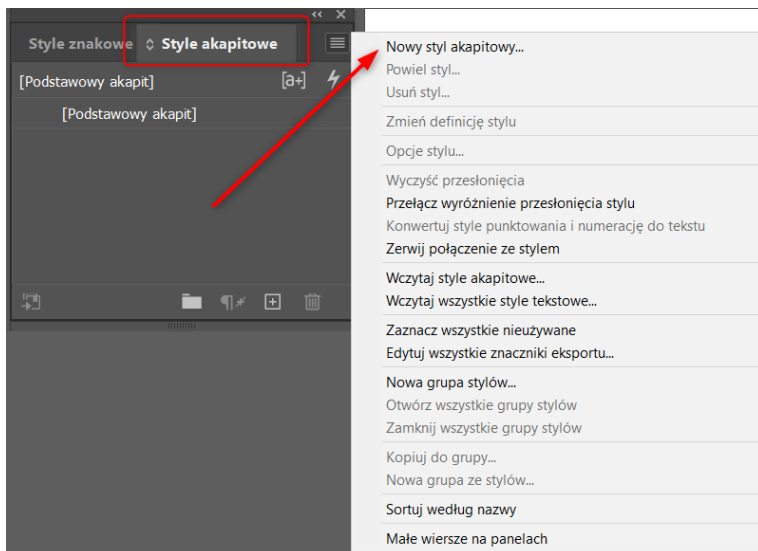 Style znakowe Style akapitowe
[Podstawowy akapit] [a+]
[Podstawowy akapit]
Nowy styl akapitowy...
Powiel styl...
Usuń styl...
Zmień definicję stylu
Opcje stylu...
Wyczyść przesłonięcia
Przełącz wyróżnienie przesłonięcia stylu
Konwertuj style punktowania i numerację do tekstu
Zerwij połączenie ze stylem
Wczytaj style akapitowe...
Wczytaj wszystkie style tekstowe...
Zaznacz wszystkie nieużywane
Edytuj wszystkie znaczniki eksportu...
Nowa grupa stylów...
Otwórz wszystkie grupy stylów
Zamknij wszystkie grupy stylów
Kopiuj do grupy...
Nowa grupa ze stylów...
Sortuj według nazwy
Małe wiersze na panelach